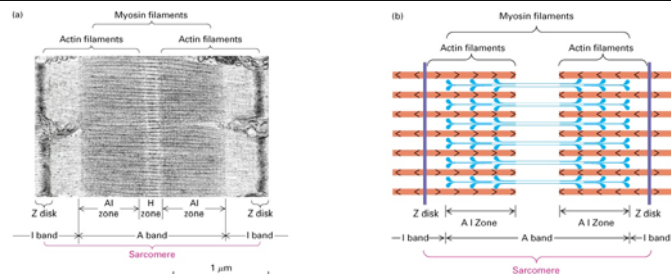 (a)
Myosin filaments
Actin filaments Actin filaments
Z disk AI zone H zone AI zone Z disk
I band A band I band
Sarcomere
1 μm
(b)
Myosin filaments
Actin filaments Actin filaments
Z disk Z disk
A I Zone A I Zone
I band A band I band
Sarcomere